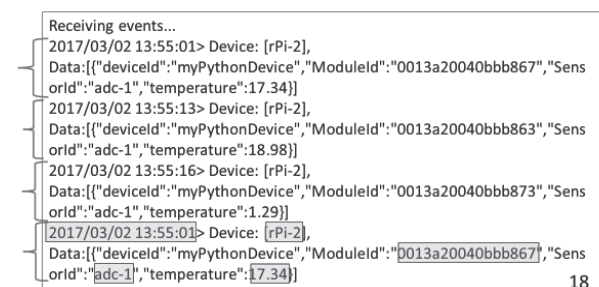 Receiving events...
2017/03/02 13:55:01> Device: [rPi-2],
Data:[{"deviceId":"myPythonDevice","ModuleId":"0013a20040bbb867","Sens
orId":"adc-1","temperature":17.34}]
2017/03/02 13:55:13> Device: [rPi-2],
Data:[{"deviceId":"myPythonDevice","ModuleId":"0013a20040bbb863","Sens
orId":"adc-1","temperature":18.98}]
2017/03/02 13:55:16> Device: [rPi-2],
Data:[{"deviceId":"myPythonDevice","ModuleId":"0013a20040bbb873","Sens
orId":"adc-1","temperature":1.29}]
2017/03/02 13:55:01> Device: [rPi-2],
Data:[{"deviceId":"myPythonDevice","ModuleId":"0013a20040bbb867","Sens
orId":"adc-1","temperature":17.34}]
18